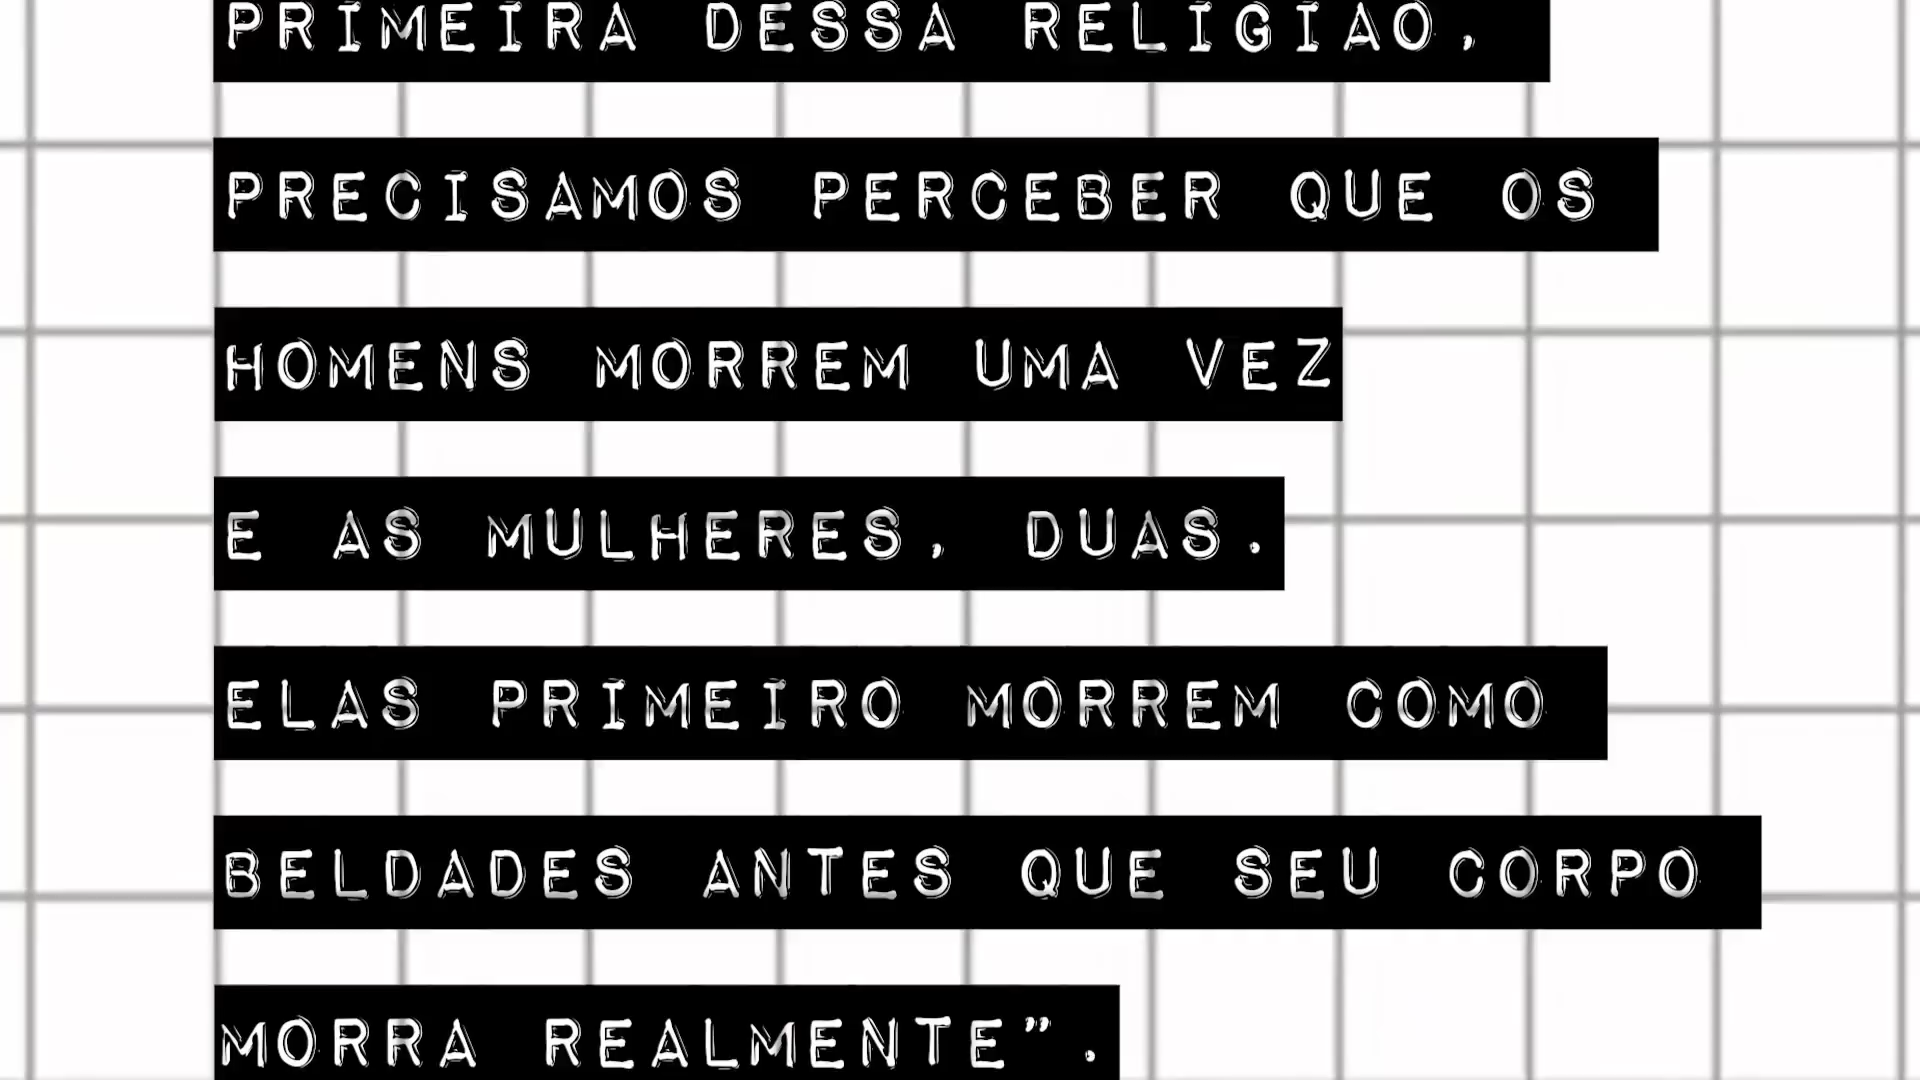 PRIMEIRA DESSA RELIGIAO,
PRECISAMOS PERCEBER QUE OS
HOMENS MORREM UMA VEZ
E AS MULHERES, DUAS.
ELAS PRIMEIRO MORREM COMO
BELDADES ANTES QUE SEU CORPO
MORRA REALMENTE”.